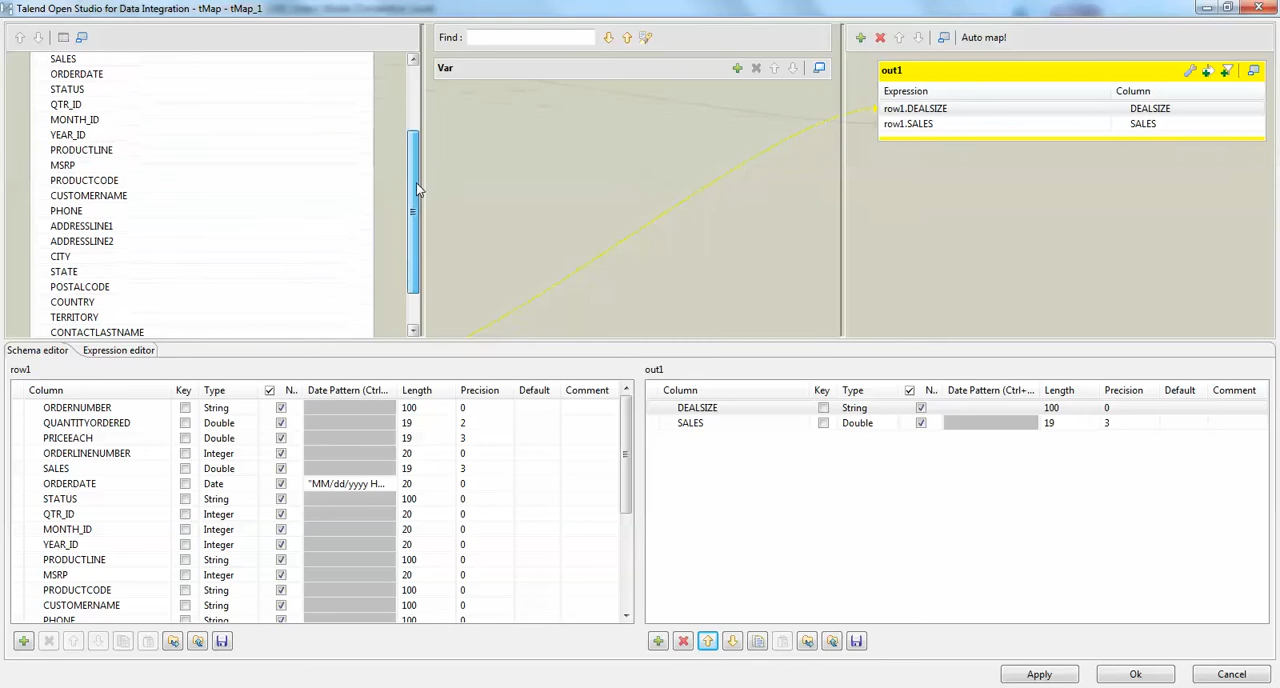 Talend Open Studio for Data Integration - tMap - tMap_1
Find :
Auto map!
SALES
ORDERDATE
STATUS
QTR_ID
MONTH_ID
YEAR_ID
PRODUCTLINE
MSRP
PRODUCTCODE
CUSTOMERNAME
PHONE
ADDRESSLINE1
ADDRESSLINE2
CITY
STATE
POSTALCODE
COUNTRY
TERRITORY
CONTACTLASTNAME
Var
out1
Expression Column
row1.DEALSIZE DEALSIZE
row1.SALES SALES
Schema editor Expression editor
row1
Column Key Type N.. Date Pattern (Ctrl... Length Precision Default Comment
ORDERNUMBER String 100 0
QUANTITYORDERED Double 19 2
PRICEEACH Double 19 3
ORDERLINENUMBER Integer 20 0
SALES Double 19 3
ORDERDATE Date "MM/dd/yyyy H... 20 0
STATUS String 100 0
QTR_ID Integer 20 0
MONTH_ID Integer 20 0
YEAR_ID Integer 20 0
PRODUCTLINE String 100 0
MSRP Integer 20 0
PRODUCTCODE String 100 0
CUSTOMERNAME String 100 0
PHONE String 100 0
out1
Column Key Type N.. Date Pattern (Ctrl+... Length Precision Default Comment
DEALSIZE String 100 0
SALES Double 19 3
Apply Ok Cancel